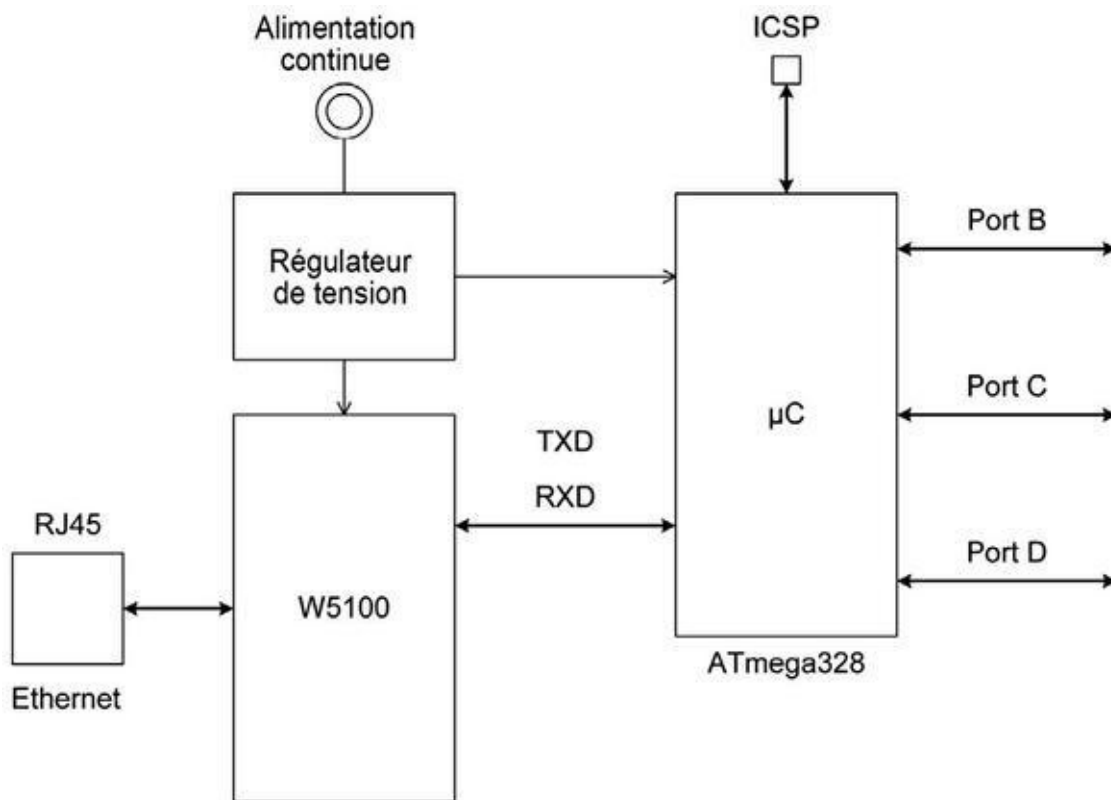 Alimentation
continue
ICSP
Régulateur
de tension
Port B
µC
Port C
TXD
RXD
RJ45
Port D
W5100
ATmega328
Ethernet